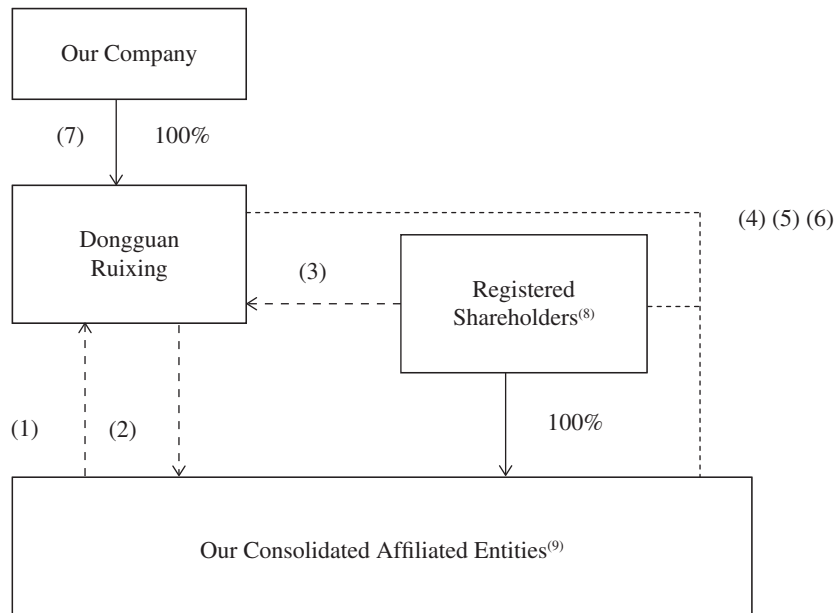 Our Company
(7) 100%
Dongguan
Ruixing
(4) (5) (6)
(3)
Registered
Shareholders(8)
(1) (2)
100%
Our Consolidated Affiliated Entities(9)